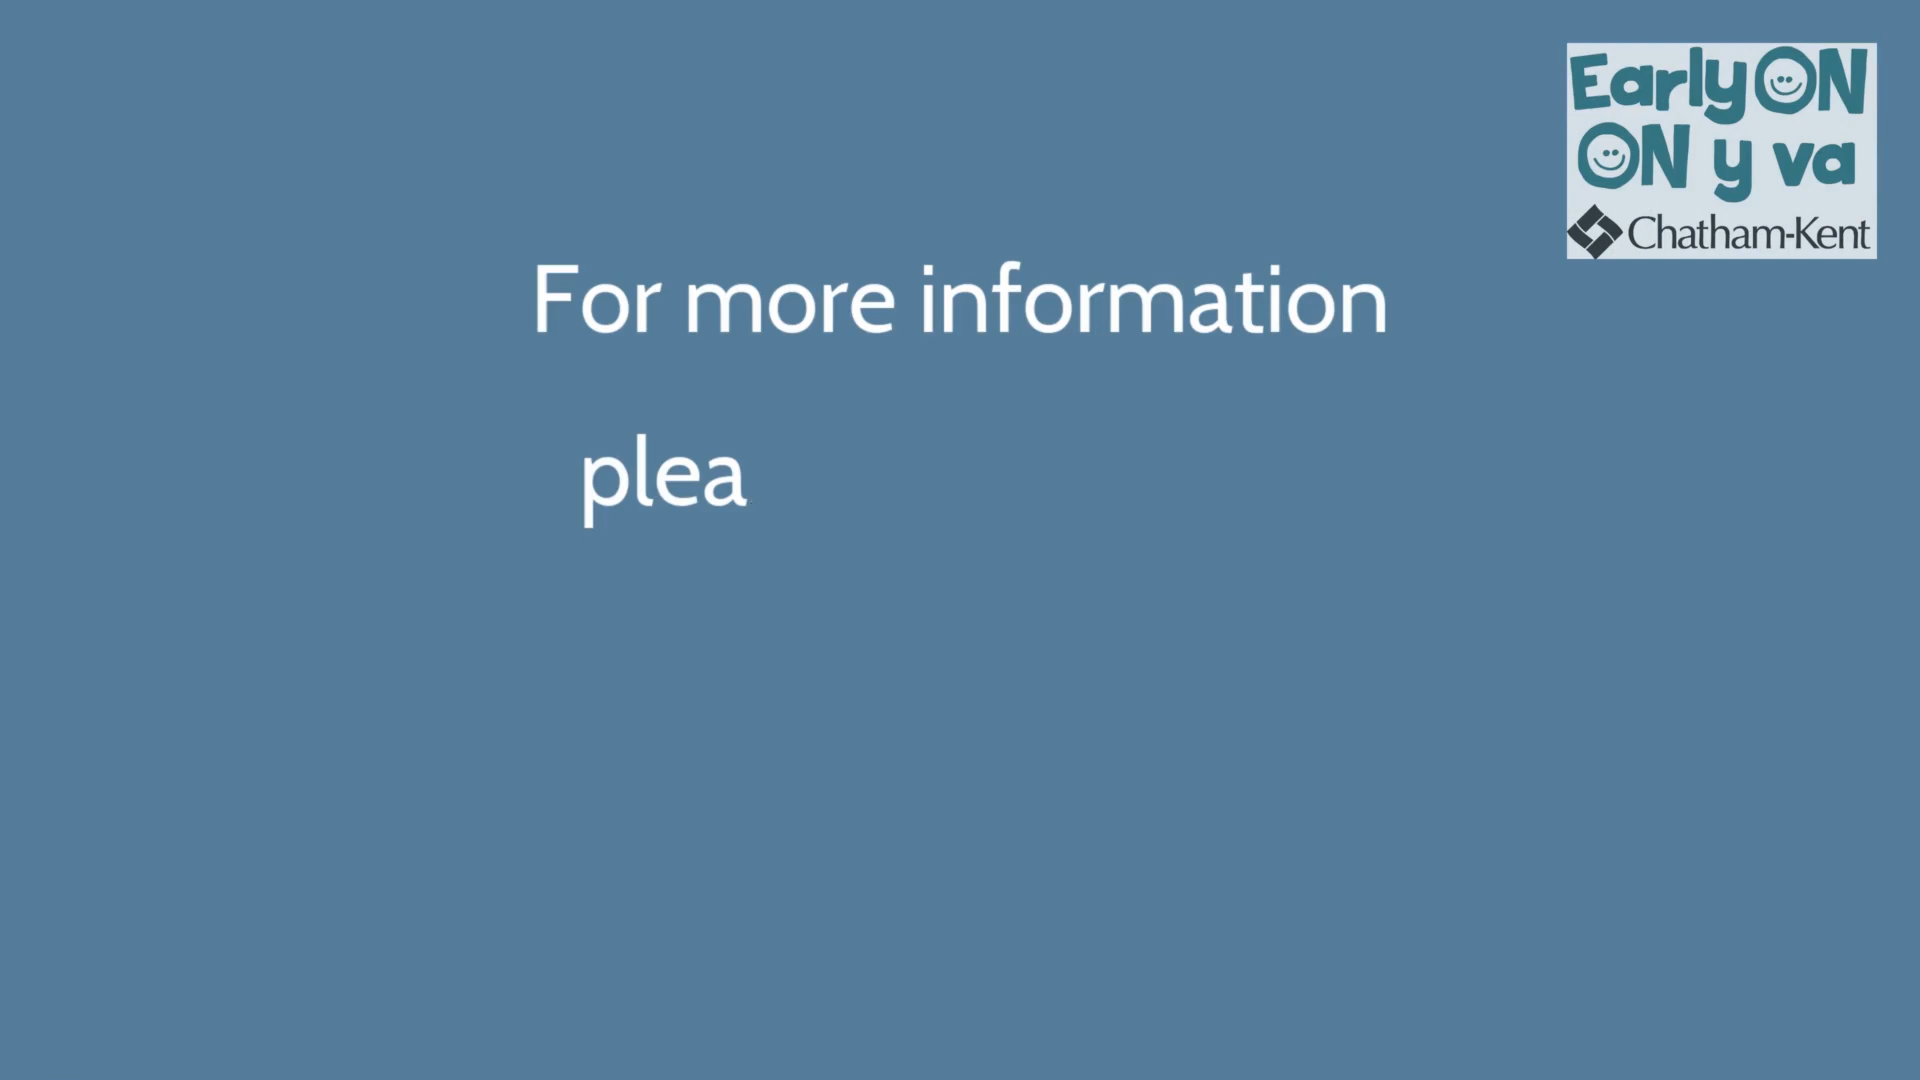 EarlyON
ON y va
Chatham-Kent
For more information
plea